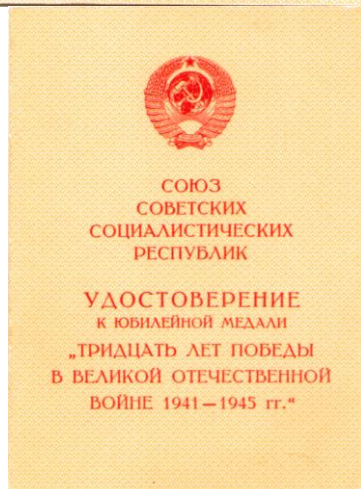 СОЮЗ
СОВЕТСКИХ
СОЦИАЛИСТИЧЕСКИХ
РЕСПУБЛИК
УДОСТОВЕРЕНИЕ
К ЮБИЛЕЙНОЙ МЕДАЛИ
„ТРИДЦАТЬ ЛЕТ ПОБЕДЫ
В ВЕЛИКОЙ ОТЕЧЕСТВЕННОЙ
ВОЙНЕ 1941—1945 гг.“